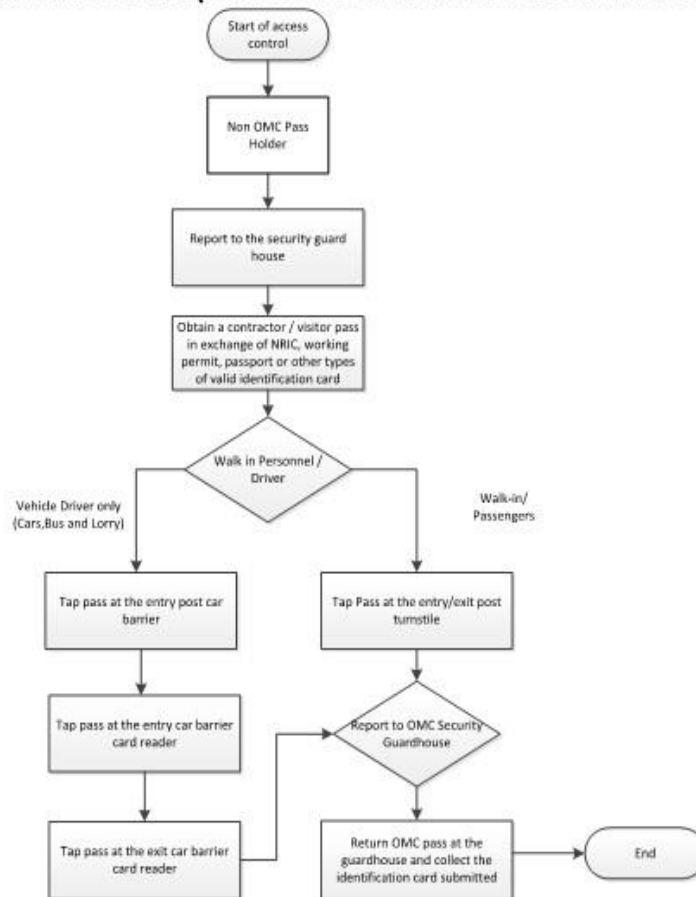 Start of access
control
Non OMC Pass
Holder
Report to the security guard
house
Obtain a contractor / visitor pass
in exchange of NRIC, working
permit, passport or other types
of valid identification card
Walk in Personnel /
Driver
Vehicle Driver only
(Cars,Bus and Lorry)
Walk-in/
Passengers
Tap pass at the entry post car
barrier
Tap Pass at the entry/exit post
turnstile
Tap pass at the entry car barrier
card reader
Report to OMC Security
Guardhouse
Tap pass at the exit car barrier
card reader
Return OMC pass at the
guardhouse and collect the
identification card submitted
End